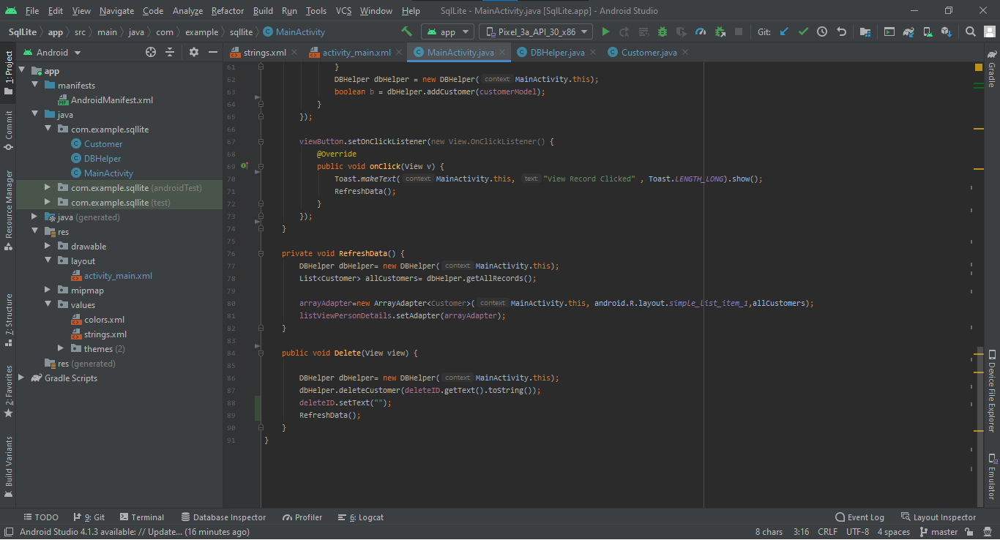 File Edit View Navigate Code Analyze Refactor Build Run Tools VCS Window Help SqlLite - MainActivity.java [SqlLite.app] - Android Studio
SqlLite app src main java com example sqllite MainActivity app Pixel_3a_API_30_x86 Git:
Android
strings.xml activity_main.xml MainActivity.java DBHelper.java Customer.java
1: Project
Commit
Resource Manager
7: Structure
2: Favorites
Build Variants
app
manifests
AndroidManifest.xml
java
com.example.sqllite
Customer
DBHelper
MainActivity
com.example.sqllite (androidTest)
com.example.sqllite (test)
java (generated)
res
drawable
layout
activity_main.xml
mipmap
values
colors.xml
strings.xml
themes (2)
res (generated)
Gradle Scripts
61 }
62 DBHelper dbHelper = new DBHelper( context: MainActivity.this);
63 boolean b = dbHelper.addCustomer(customerModel);
64 }
65 });
66
67 viewButton.setOnClickListener(new View.OnClickListener() {
68 @Override
69 public void onClick(View v) {
70 Toast.makeText( context: MainActivity.this, text: "View Record Clicked" , Toast.LENGTH_LONG).show();
71 RefreshData();
72 }
73 });
74 }
75
76 private void RefreshData() {
77 DBHelper dbHelper= new DBHelper( context: MainActivity.this);
78 List<Customer> allCustomers= dbHelper.getAllRecords();
79
80 arrayAdapter=new ArrayAdapter<Customer>( context: MainActivity.this, android.R.layout.simple_list_item_1,allCustomers);
81 listViewPersonDetails.setAdapter(arrayAdapter);
82 }
83
84 public void Delete(View view) {
85
86 DBHelper dbHelper= new DBHelper( context: MainActivity.this);
87 dbHelper.deleteCustomer(deleteID.getText().toString());
88 deleteID.setText("");
89 RefreshData();
90 }
91 }
Gradle
Device File Explorer
Emulator
TODO 9: Git Terminal Database Inspector Profiler 6: Logcat Event Log Layout Inspector
Android Studio 4.1.3 available: // Update... (16 minutes ago) 8 chars 3:16 CRLF UTF-8 4 spaces master